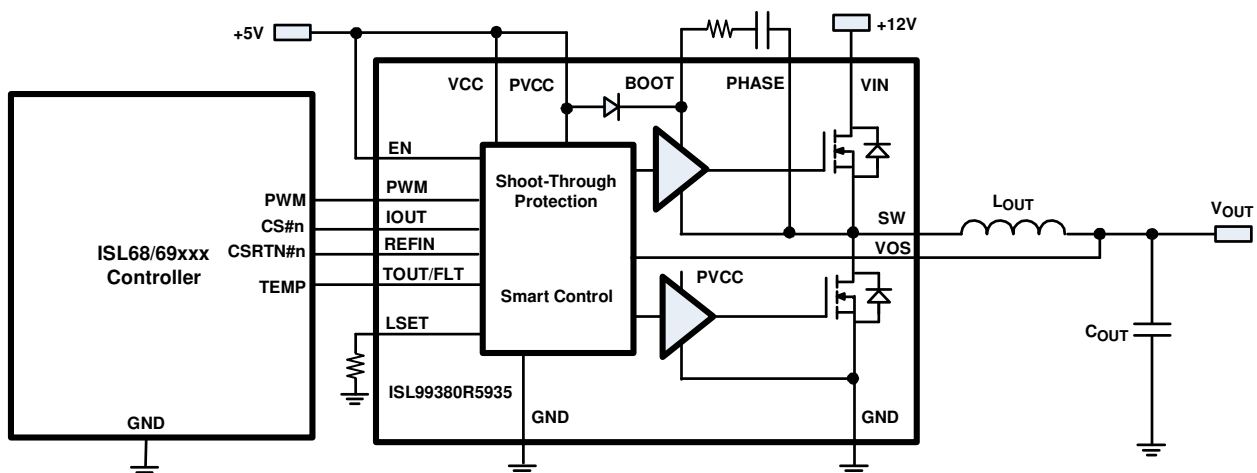 +5V
+12V
VCC
PVCC
BOOT
PHASE
VIN
EN
PWM
IOUT
REFIN
TOUT/FLT
LSET
PWM
CS#n
CSRTN#n
TEMP
ISL68/69xxx
Controller
GND
Shoot-Through
Protection
Smart Control
ISL99380R5935
GND
PVCC
SW
VOS
GND
LOUT
VOUT
COUT